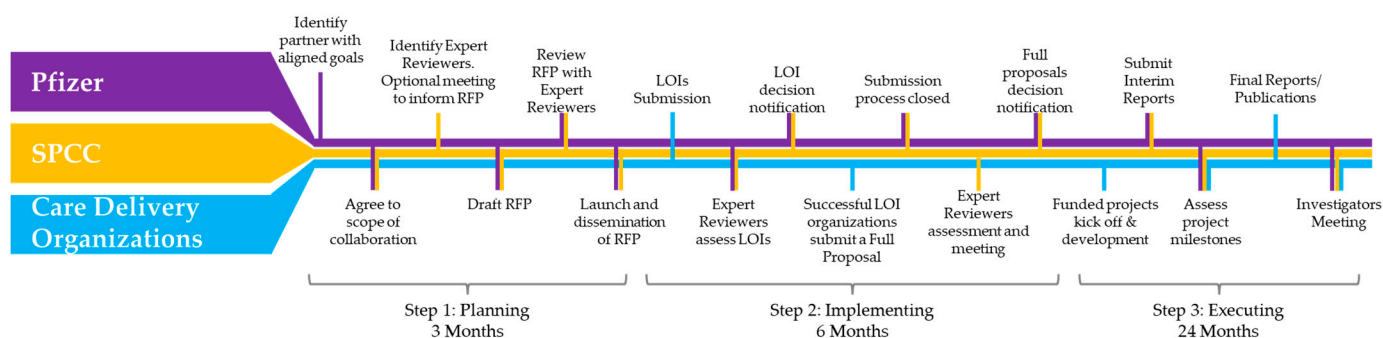 Identify
partner with
aligned goals
Identify Expert
Reviewers.
Optional meeting
to inform RFP
Review
RFP with
Expert
Reviewers
LOIs
Submission
LOI
decision
notification
Submission
process closed
Full
proposals
decision
notification
Submit
Interim
Reports
Final Reports/
Publications
Pfizer
SPCC
Care Delivery
Organizations
Agree to
scope of
collaboration
Draft RFP
Launch and
dissemination
of RFP
Expert
Reviewers
assess LOIs
Successful LOI
organizations
submit a Full
Proposal
Expert
Reviewers
assessment and
meeting
Funded projects
kick off &
development
Assess
project
milestones
Investigators
Meeting
Step 1: Planning
3 Months
Step 2: Implementing
6 Months
Step 3: Executing
24 Months